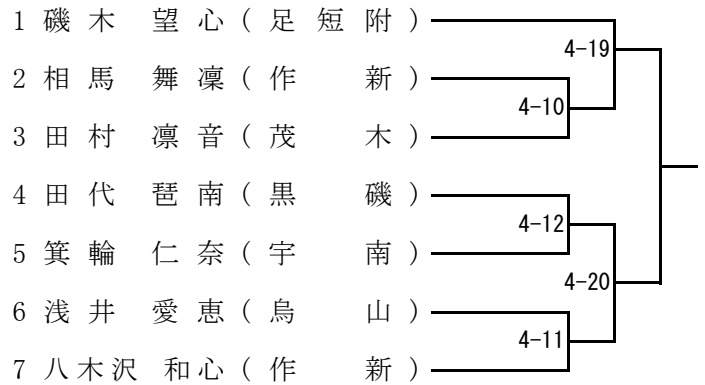 1 磯木 望心(足短附)
4-19
2 相馬 舞凜(作新)
4-10
3 田村 凛音(茂木)
4 田代 琶南(黒磯)
4-12
5 箕輪 仁奈(宇南)
4-20
6 浅井 愛恵(烏山)
4-11
7 八木沢 和心(作新)